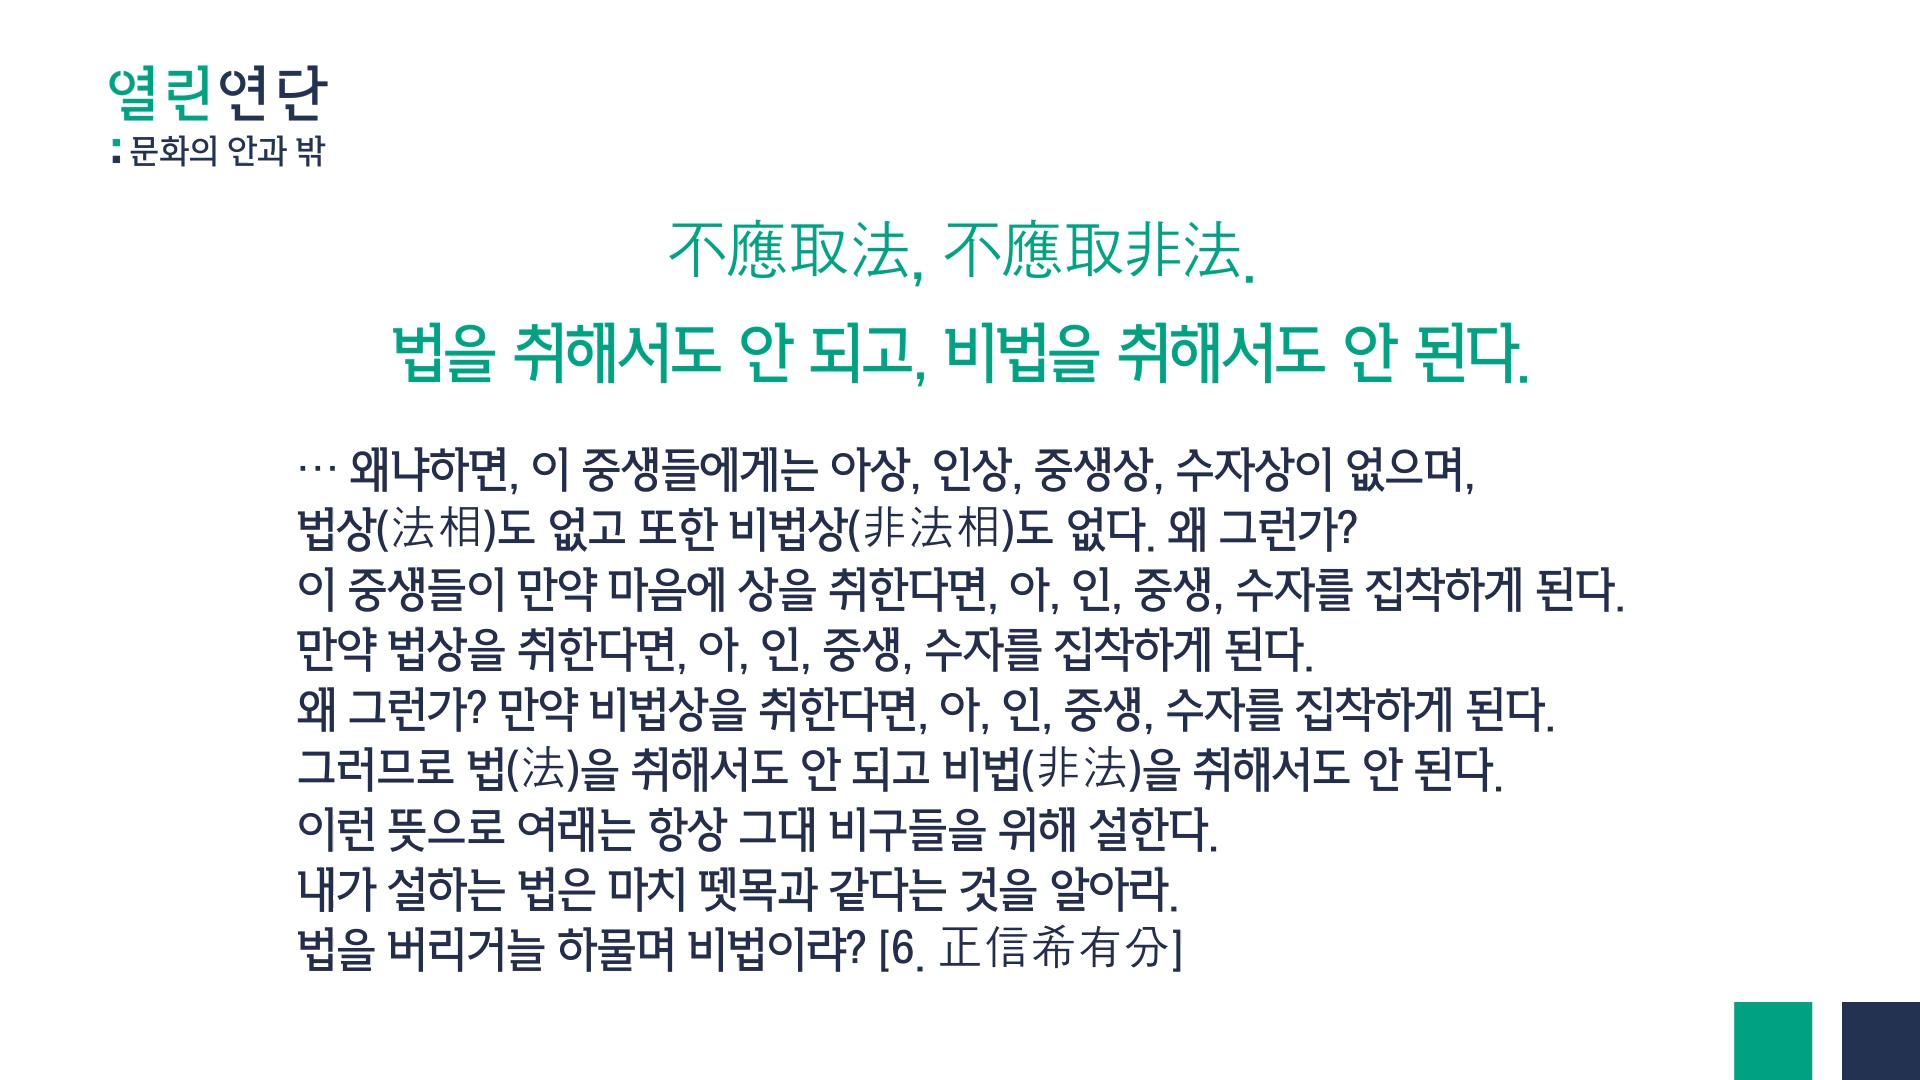 열린연단
:문화의 안과 밖
不應取法, 不應取非法.
법을 취해서도 안 되고, 비법을 취해서도 안 된다.
… 왜냐하면, 이 중생들에게는 아상, 인상, 중생상, 수자상이 없으며,
법상(法相)도 없고 또한 비법상(非法相)도 없다. 왜 그런가?
이 중생들이 만약 마음에 상을 취한다면, 아, 인, 중생, 수자를 집착하게 된다.
만약 법상을 취한다면, 아, 인, 중생, 수자를 집착하게 된다.
왜 그런가? 만약 비법상을 취한다면, 아, 인, 중생, 수자를 집착하게 된다.
그러므로 법(法)을 취해서도 안 되고 비법(非法)을 취해서도 안 된다.
이런 뜻으로 여래는 항상 그대 비구들을 위해 설한다.
내가 설하는 법은 마치 뗏목과 같다는 것을 알아라.
법을 버리거늘 하물며 비법이랴? [6. 正信希有分]